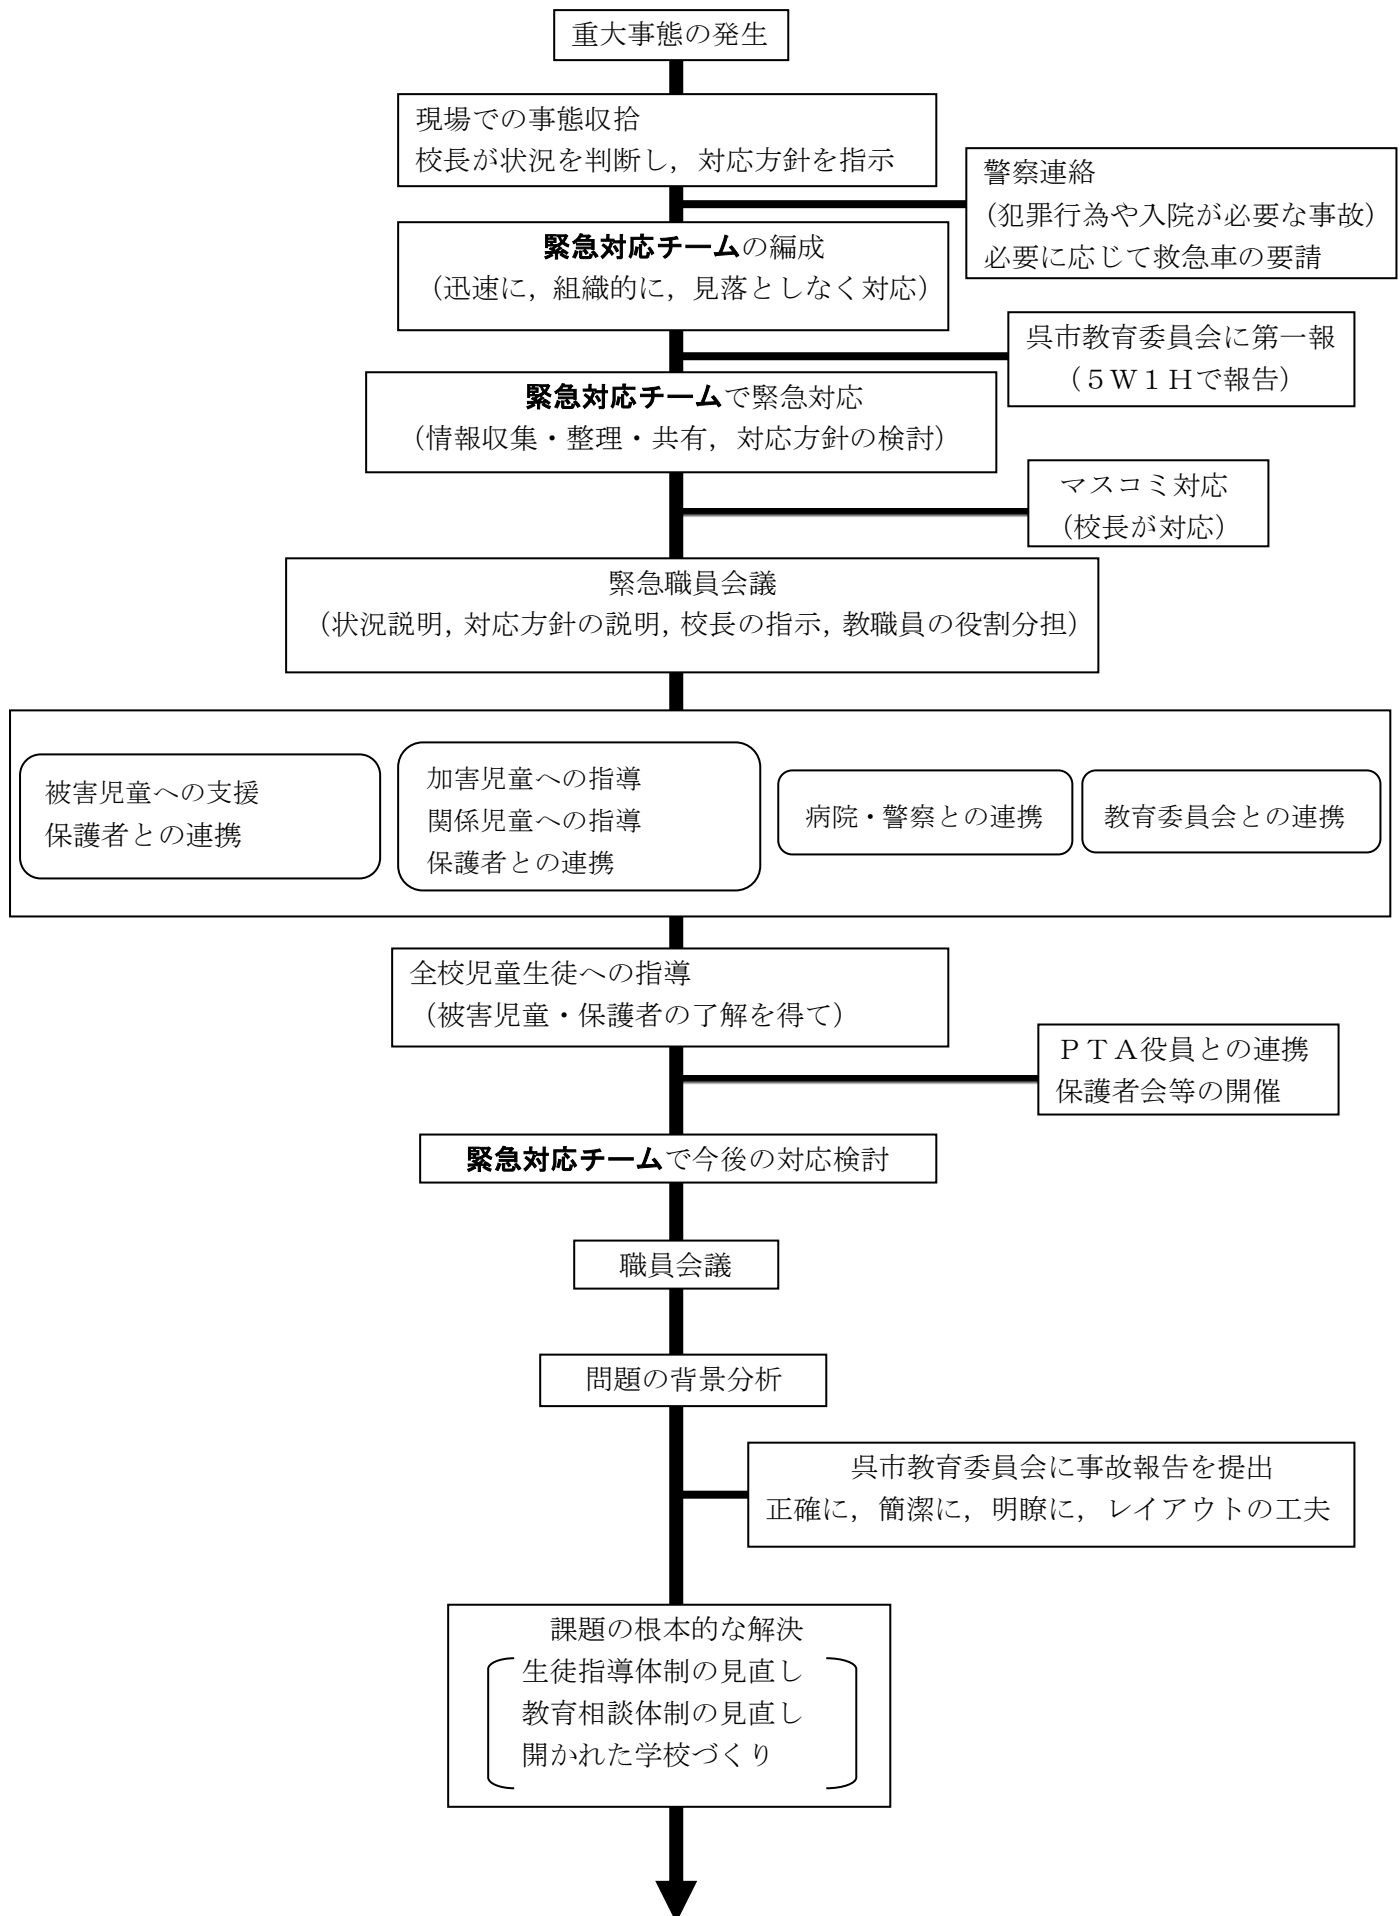 重大事態の発生
現場での事態収拾
校長が状況を判断し，対応方針を指示
警察連絡
（犯罪行為や入院が必要な事故）
必要に応じて救急車の要請
緊急対応チームの編成
（迅速に，組織的に，見落としなく対応）
呉市教育委員会に第一報
（５Ｗ１Ｈで報告）
緊急対応チームで緊急対応
（情報収集・整理・共有，対応方針の検討）
マスコミ対応
（校長が対応）
緊急職員会議
（状況説明，対応方針の説明，校長の指示，教職員の役割分担）
被害児童への支援
保護者との連携
加害児童への指導
関係児童への指導
保護者との連携
病院・警察との連携
教育委員会との連携
全校児童生徒への指導
（被害児童・保護者の了解を得て）
ＰＴＡ役員との連携
保護者会等の開催
緊急対応チームで今後の対応検討
職員会議
問題の背景分析
呉市教育委員会に事故報告を提出
正確に，簡潔に，明瞭に，レイアウトの工夫
課題の根本的な解決
生徒指導体制の見直し
教育相談体制の見直し
開かれた学校づくり